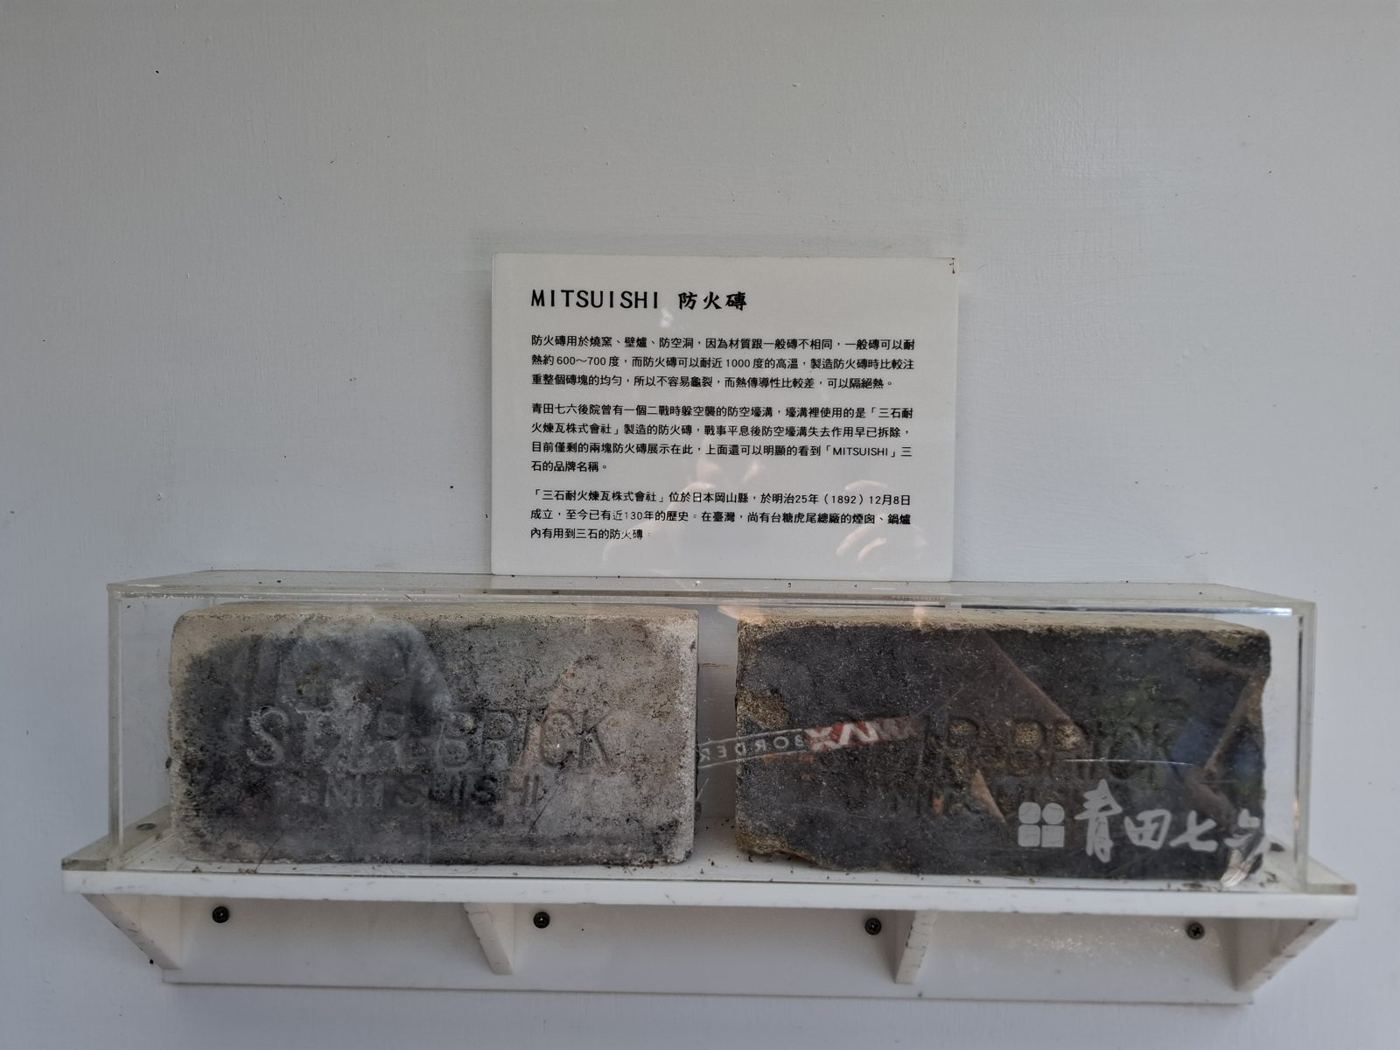 MITSUISHI 防火磚
防火磚用於燒窯、壁爐、防空洞，因為材質跟一般磚不相同，一般磚可以耐
熱約600～700度，而防火磚可以耐近1000度的高溫，製造防火磚時比較注
重整個磚塊的均勻，所以不容易龜裂，而熱傳導性比較差，可以隔絕熱。
青田七六後院曾有一個二戰時躲空襲的防空壕溝，壕溝裡使用的是「三石耐
火煉瓦株式會社」製造的防火磚，戰事平息後防空壕溝失去作用早已拆除，
目前僅剩的兩塊防火磚展示在此，上面還可以明顯的看到「MITSUISHI」三
石的品牌名稱。
「三石耐火煉瓦株式會社」位於日本岡山縣，於明治25年（1892）12月8日
成立，至今已有近130年的歷史。在臺灣，尚有台糖虎尾總廠的煙囪、鍋爐
內有用到三石的防火磚。
STAR-BRICK
MITSUISHI
BORDER
AR-BRICK
青田七六